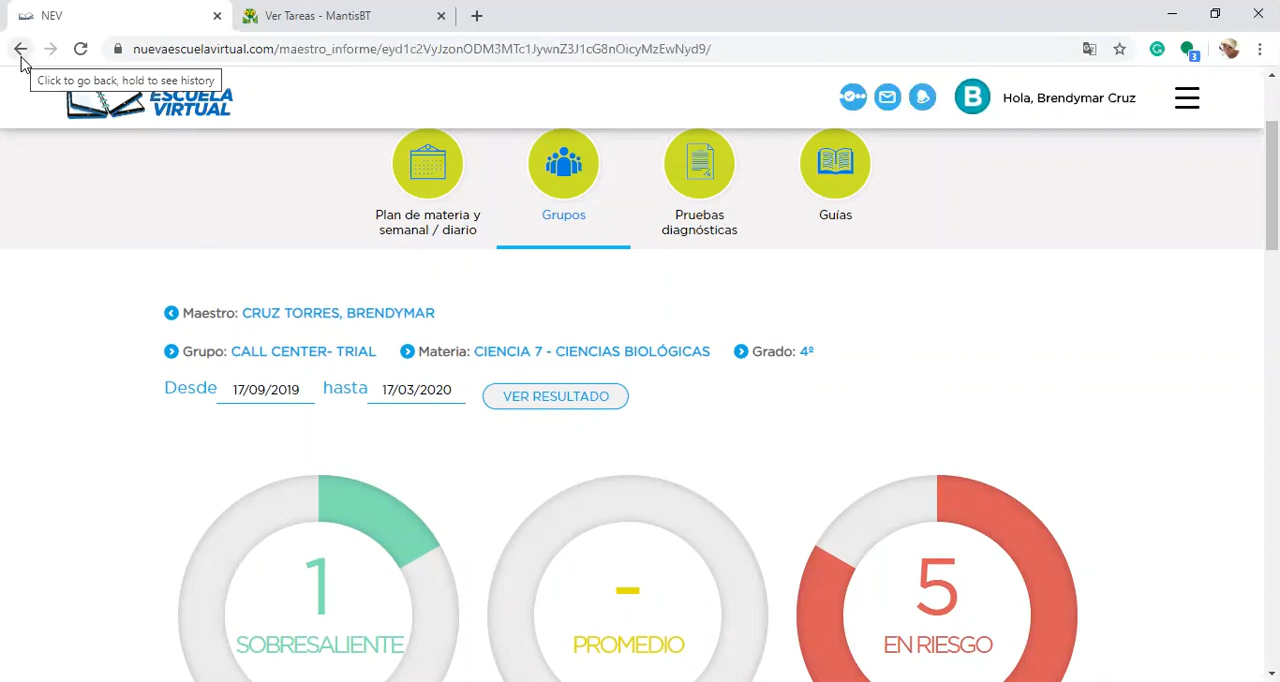 NEV
Ver Tareas - MantisBT
nuevaescuelavirtual.com/maestro_informe/eyd1c2VyJzonODM3MTc1JywnZ3J1cG8nOicyMzEwNyd9/
3
Click to go back, hold to see history
ESCUELA
VIRTUAL
B
Hola, Brendymar Cruz
Plan de materia y
semanal / diario
Grupos
Pruebas
diagnósticas
Guías
Maestro: CRUZ TORRES, BRENDYMAR
Grupo: CALL CENTER- TRIAL Materia: CIENCIA 7 - CIENCIAS BIOLÓGICAS Grado: 4º
Desde 17/09/2019 hasta 17/03/2020 VER RESULTADO
1
SOBRESALIENTE
-
PROMEDIO
5
EN RIESGO